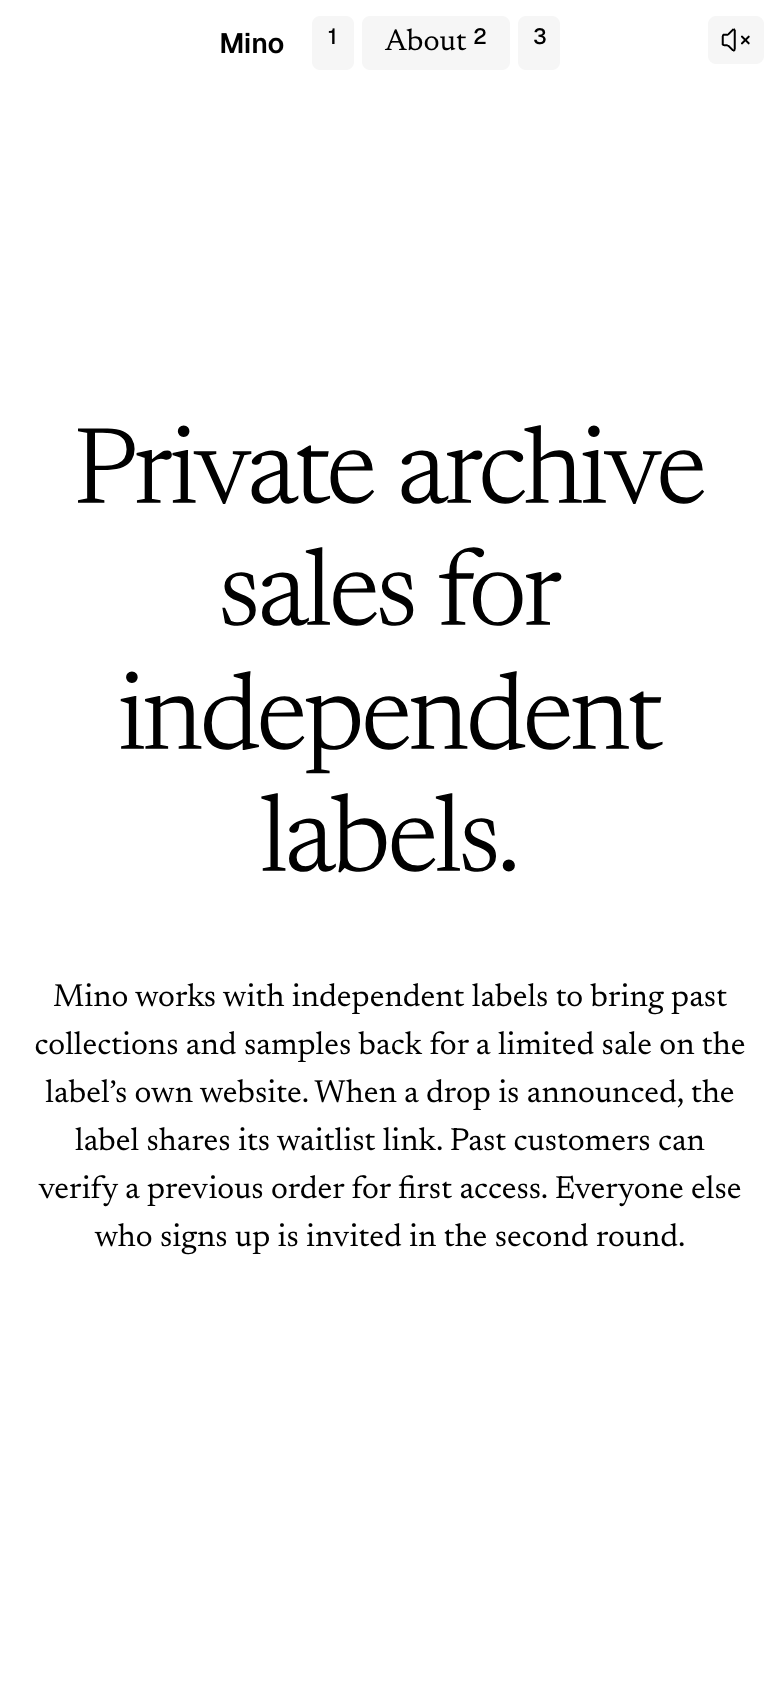 Mino 1 About 2 3
Private archive
sales for
independent
labels.
Mino works with independent labels to bring past
collections and samples back for a limited sale on the
label’s own website. When a drop is announced, the
label shares its waitlist link. Past customers can
verify a previous order for first access. Everyone else
who signs up is invited in the second round.